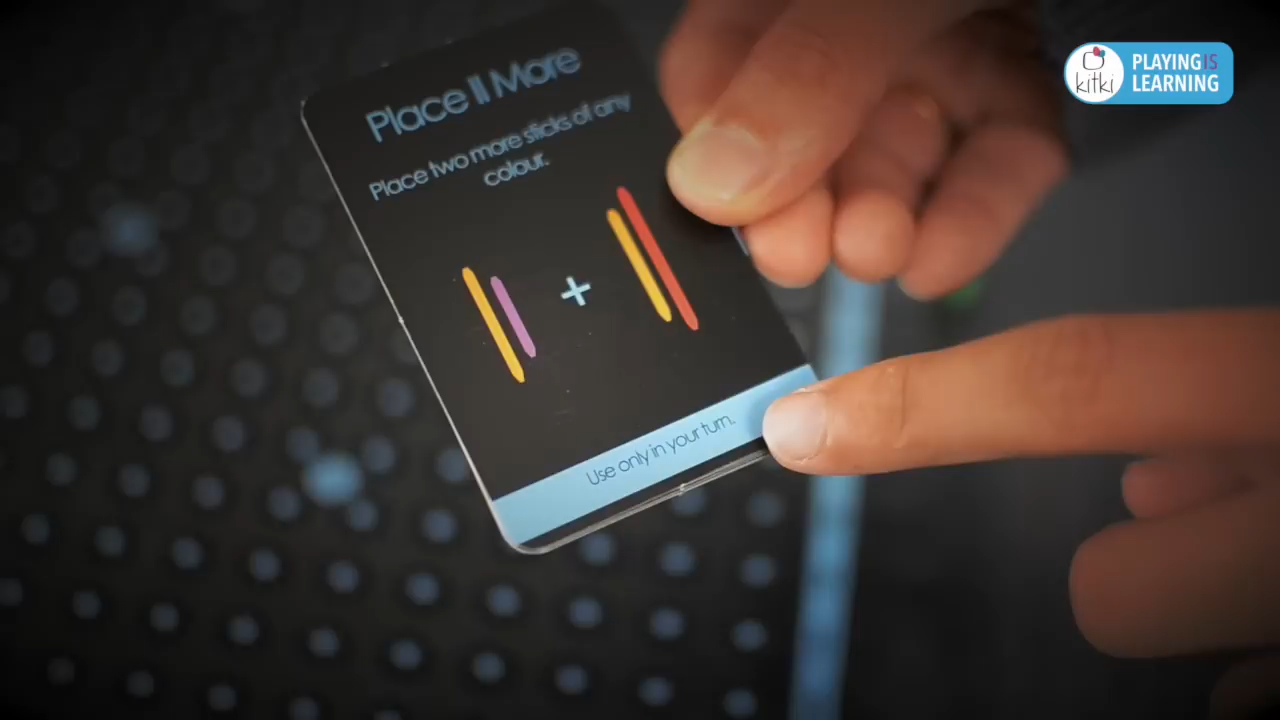 Place II More
Place two more sticks of any
colour.
+
Use only in your turn.
kitki
PLAYING IS
LEARNING